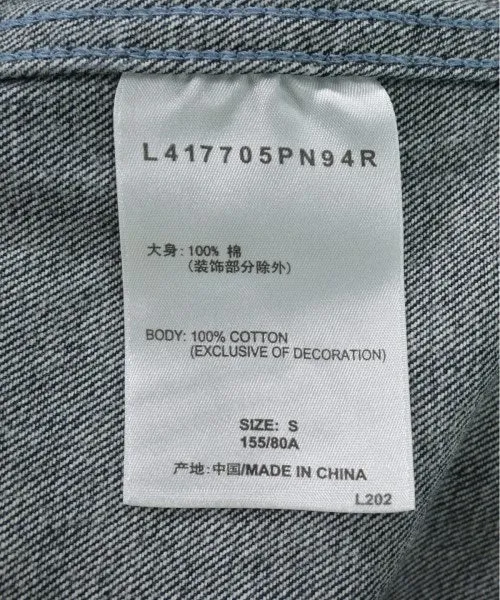 L417705PN94R
大身: 100% 棉
(装饰部分除外)
BODY: 100% COTTON
(EXCLUSIVE OF DECORATION)
SIZE: S
155/80A
产地: 中国/MADE IN CHINA
L202